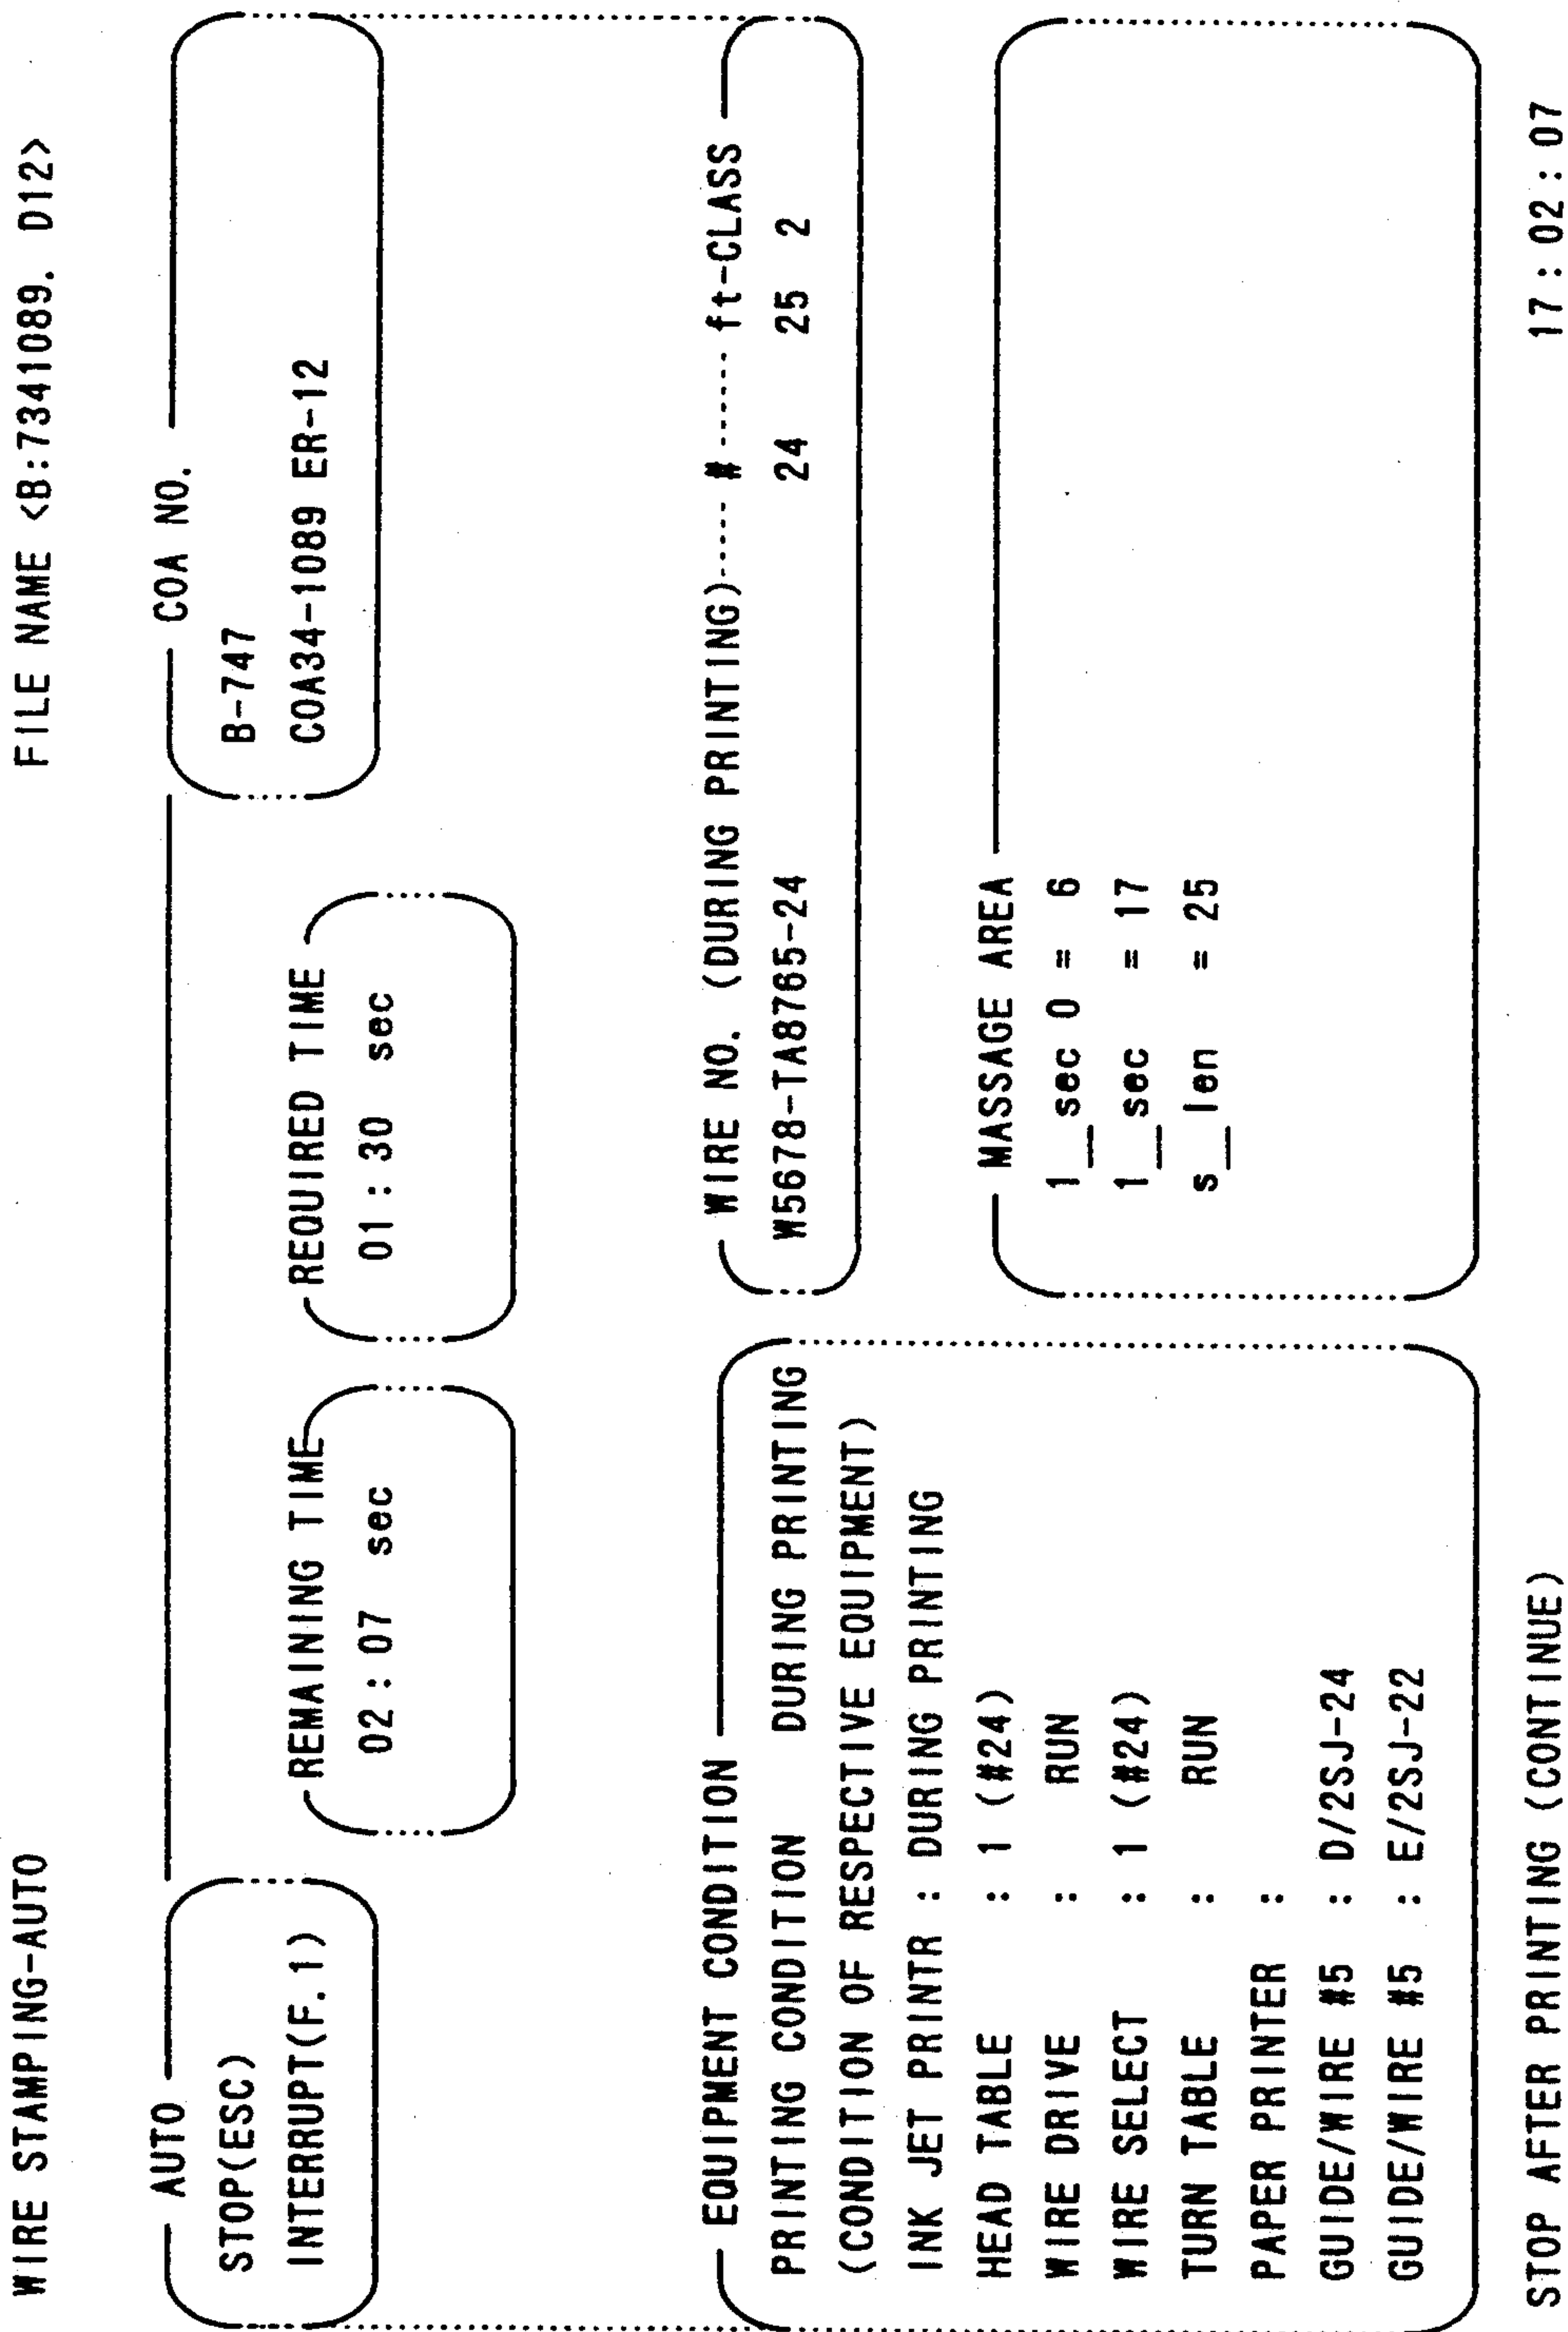 WIRE STAMPING-AUTO
FILE NAME <B:7341089. D12>
AUTO
STOP(ESC)
INTERRUPT(F. 1)
REMAINING TIME
02 : 07 sec
REQUIRED TIME
01 : 30 sec
COA NO.
B-747
COA34-1089 ER-12
EQUIPMENT CONDITION
PRINTING CONDITION DURING PRINTING
(CONDITION OF RESPECTIVE EQUIPMENT)
INK JET PRINTR : DURING PRINTING
HEAD TABLE : 1 (#24)
WIRE DRIVE : RUN
WIRE SELECT : 1 (#24)
TURN TABLE : RUN
PAPER PRINTER :
GUIDE/WIRE #5 : D/2SJ-24
GUIDE/WIRE #5 : E/2SJ-22
WIRE NO. (DURING PRINTING)----- # ------ ft-CLASS
W5678-TA8765-24 24 25 2
MASSAGE AREA
1__sec 0 = 6
1__sec = 17
s__len = 25
STOP AFTER PRINTING (CONTINUE)
17 : 02 : 07